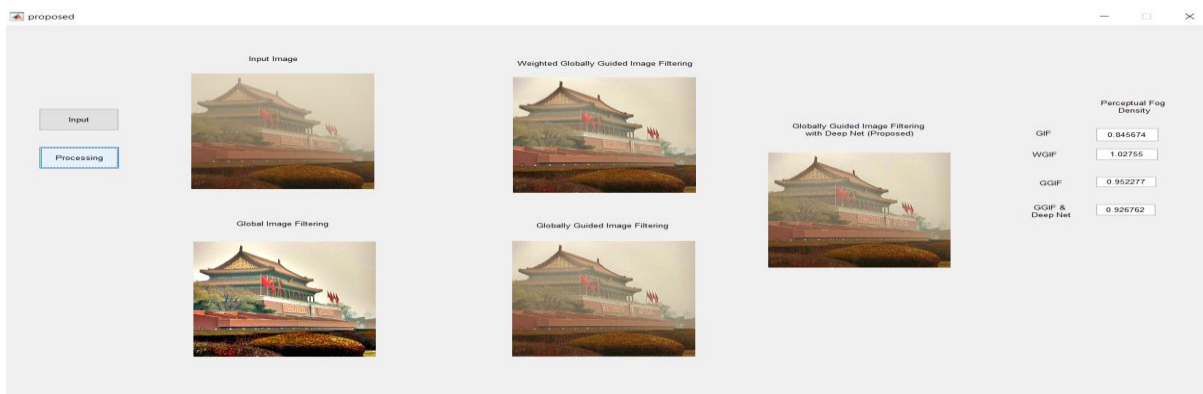 proposed
Input
Processing
Input Image
Global Image Filtering
Weighted Globally Guided Image Filtering
Globally Guided Image Filtering
Globally Guided Image Filtering
with Deep Net (Proposed)
Perceptual Fog
Density
GIF 0.845674
WGIF 1.02755
GGIF 0.952277
GGIF &
Deep Net 0.926762